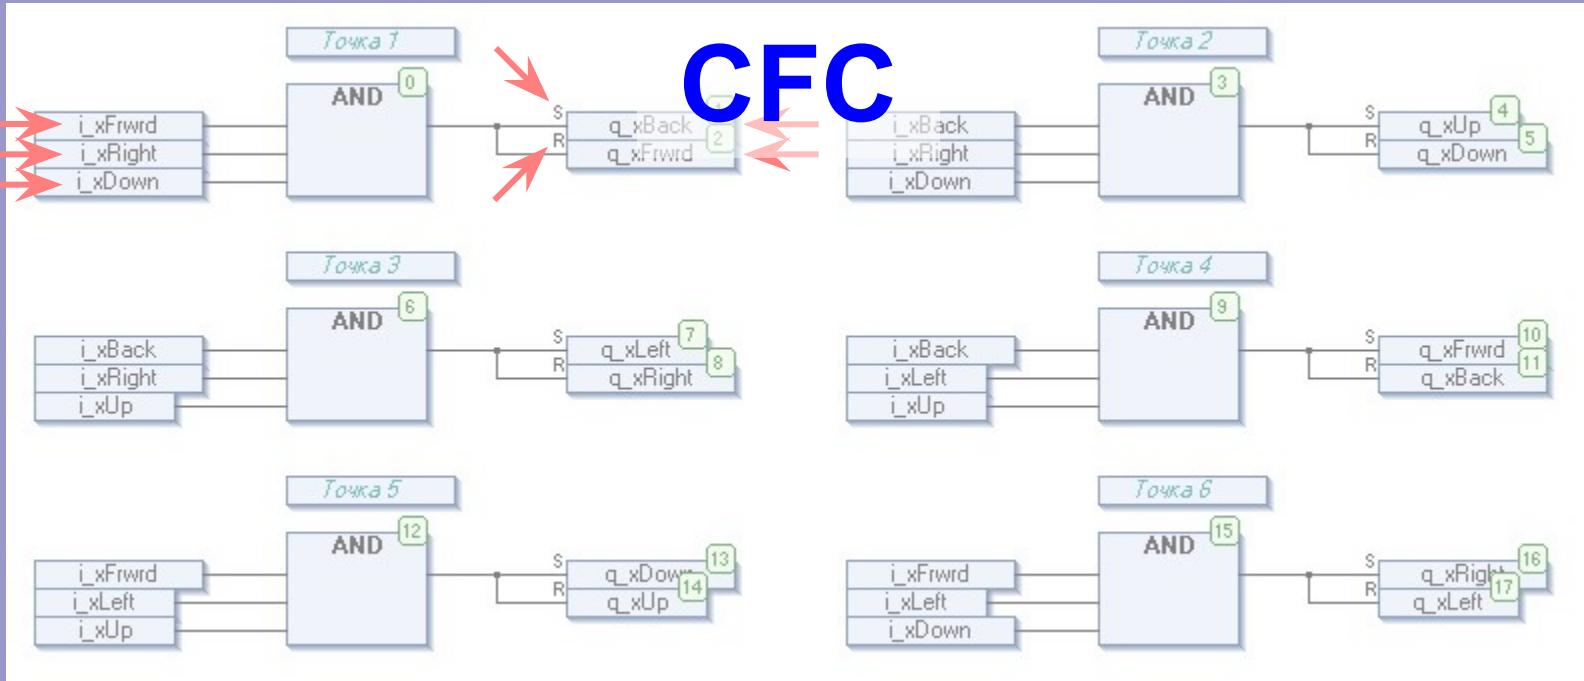 CFC
Точка 1
AND
0
i_xFrwrd
i_xRight
i_xDown
S
R
q_xBack
1
q_xFrwrd
2
Точка 2
AND
3
i_xBack
i_xRight
i_xDown
S
R
q_xUp
4
q_xDown
5
Точка 3
AND
6
i_xBack
i_xRight
i_xUp
S
R
q_xLeft
7
q_xRight
8
Точка 4
AND
9
i_xBack
i_xLeft
i_xUp
S
R
q_xFrwrd
10
q_xBack
11
Точка 5
AND
12
i_xFrwrd
i_xLeft
i_xUp
S
R
q_xDown
13
q_xUp
14
Точка 6
AND
15
i_xFrwrd
i_xLeft
i_xDown
S
R
q_xRight
16
q_xLeft
17